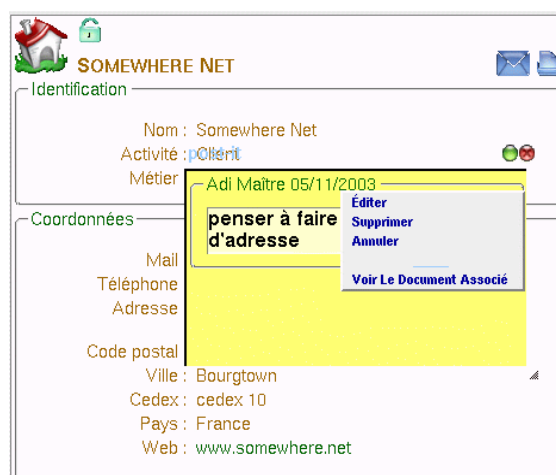 SOMEWHERE NET
Identification
Nom : Somewhere Net
Activité : Client
post-it
Métier
Adi Maître 05/11/2003
penser à faire
d'adresse
Éditer
Supprimer
Annuler
Voir Le Document Associé
Coordonnées
Mail
Téléphone
Adresse
Code postal
Ville : Bourgtown
Cedex : cedex 10
Pays : France
Web : www.somewhere.net